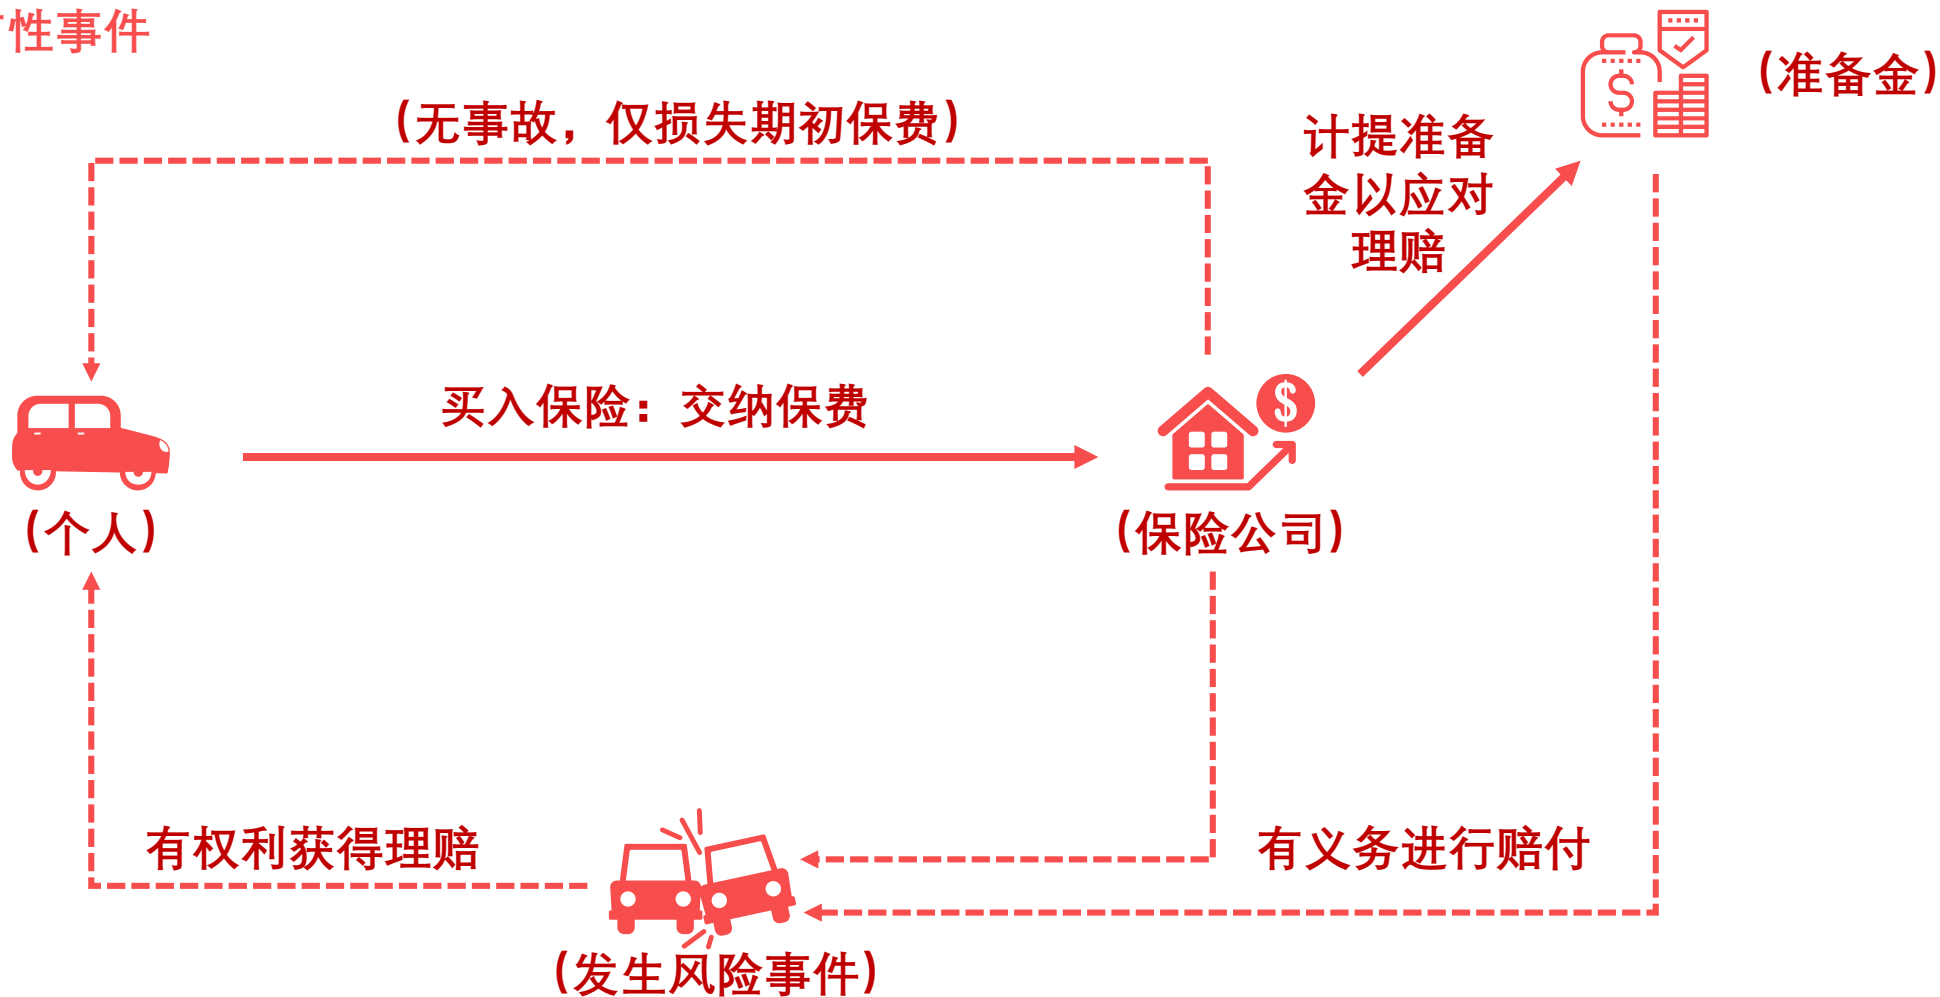 性事件
(准备金)
(无事故，仅损失期初保费)
计提准备
金以应对
理赔
买入保险：交纳保费
(个人)
(保险公司)
有权利获得理赔
有义务进行赔付
(发生风险事件)